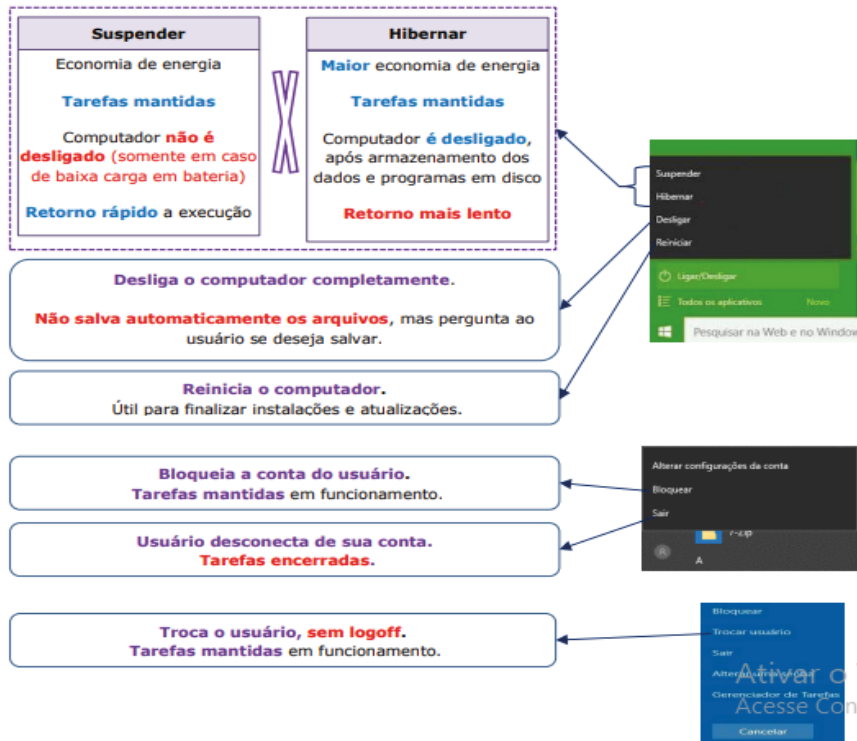 Suspender
Economia de energia
Tarefas mantidas
Computador não é
desligado (somente em caso
de baixa carga em bateria)
Retorno rápido a execução
Hibernar
Maior economia de energia
Tarefas mantidas
Computador é desligado,
após armazenamento dos
dados e programas em disco
Retorno mais lento
Suspender
Hibernar
Desligar
Reiniciar
Ligar/Desligar
Todos os aplicativos Novo
Pesquisar na Web e no Window
Desliga o computador completamente.
Não salva automaticamente os arquivos, mas pergunta ao
usuário se deseja salvar.
Reinicia o computador.
Útil para finalizar instalações e atualizações.
Bloqueia a conta do usuário.
Tarefas mantidas em funcionamento.
Usuário desconecta de sua conta.
Tarefas encerradas.
Alterar configurações da conta
Bloquear
Sair
7-Zip
A
Troca o usuário, sem logoff.
Tarefas mantidas em funcionamento.
Bloquear
Trocar usuário
Sair
Gerenciador de Tarefas
Cancelar
Ativar o
Acesse Con